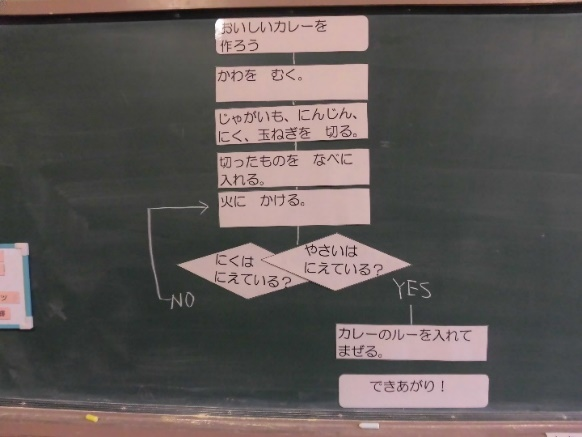 おいしいカレーを
作ろう
かわを　むく。
じゃがいも、にんじん、
にく、玉ねぎを　切る。
切ったものを　なべに
入れる。
火に　かける。
にくは
にえている？
やさいは
にえている？
NO
YES
カレーのルーを入れて
まぜる。
できあがり！